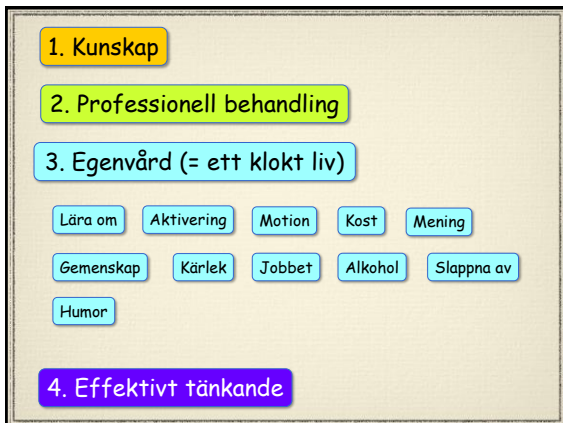 1. Kunskap
2. Professionell behandling
3. Egenvård (= ett klokt liv)
Lära om Aktivering Motion Kost Mening
Gemenskap Kärlek Jobbet Alkohol Slappna av
Humor
4. Effektivt tänkande